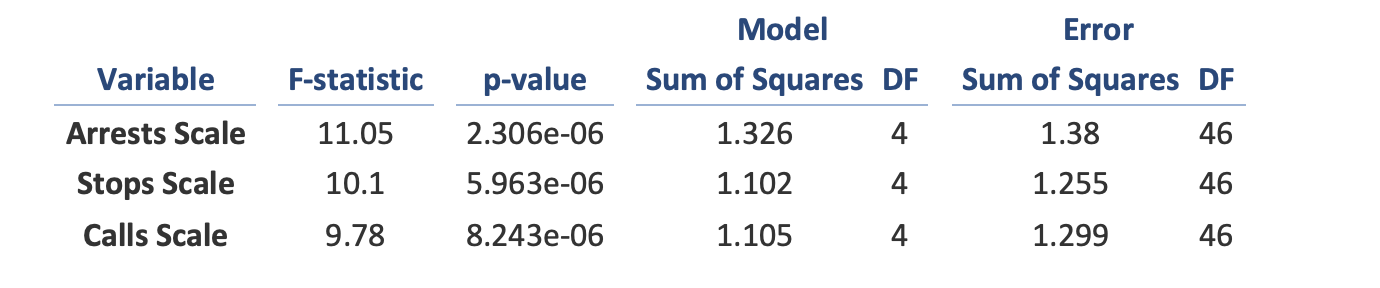 Model Error
Variable F-statistic p-value Sum of Squares DF Sum of Squares DF
Arrests Scale 11.05 2.306e-06 1.326 4 1.38 46
Stops Scale 10.1 5.963e-06 1.102 4 1.255 46
Calls Scale 9.78 8.243e-06 1.105 4 1.299 46